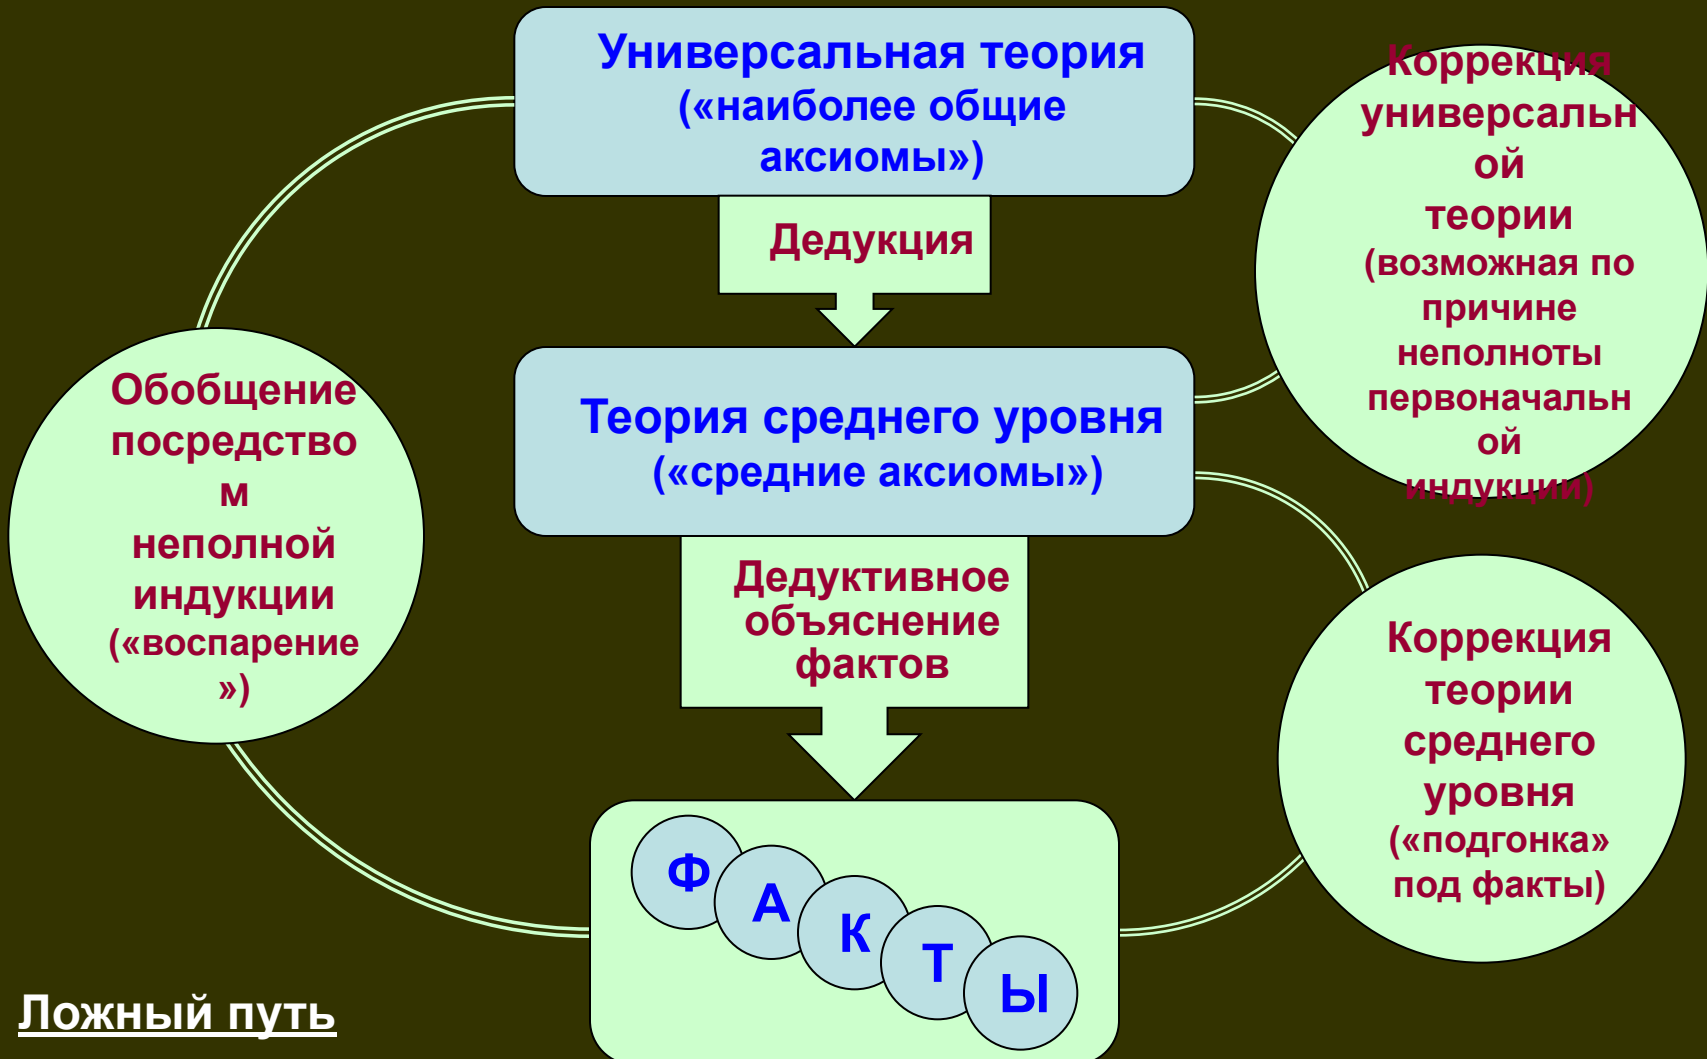 Универсальная теория
(«наиболее общие
аксиомы»)
Коррекция
универсальн
ой
теории
(возможная по
причине
неполноты
первоначальн
ой
индукции)
Дедукция
Обобщение
посредство
м
неполной
индукции
(«воспарение
»)
Теория среднего уровня
(«средние аксиомы»)
Дедуктивное
объяснение
фактов
Коррекция
теории
среднего
уровня
(«подгонка»
под факты)
Ф
А
К
Т
Ы
Ложный путь